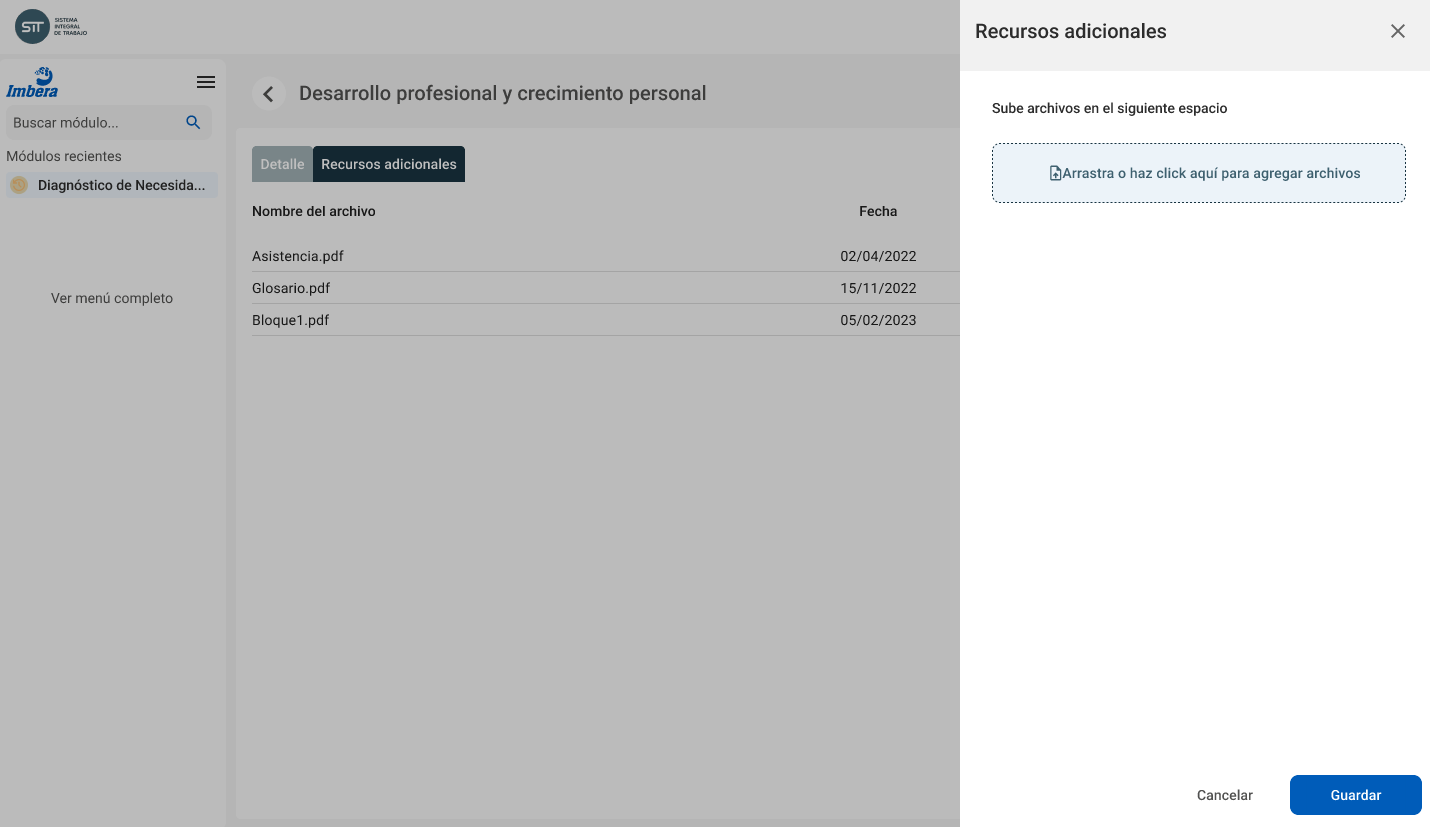 SIT
SISTEMA
INTEGRAL
DE TRABAJO
Recursos adicionales
Imbera
Buscar módulo...
Módulos recientes
Diagnóstico de Necesida...
Ver menú completo
Desarrollo profesional y crecimiento personal
Detalle
Recursos adicionales
Nombre del archivo Fecha
Asistencia.pdf 02/04/2022
Glosario.pdf 15/11/2022
Bloque1.pdf 05/02/2023
Sube archivos en el siguiente espacio
Arrastra o haz click aquí para agregar archivos
Cancelar
Guardar